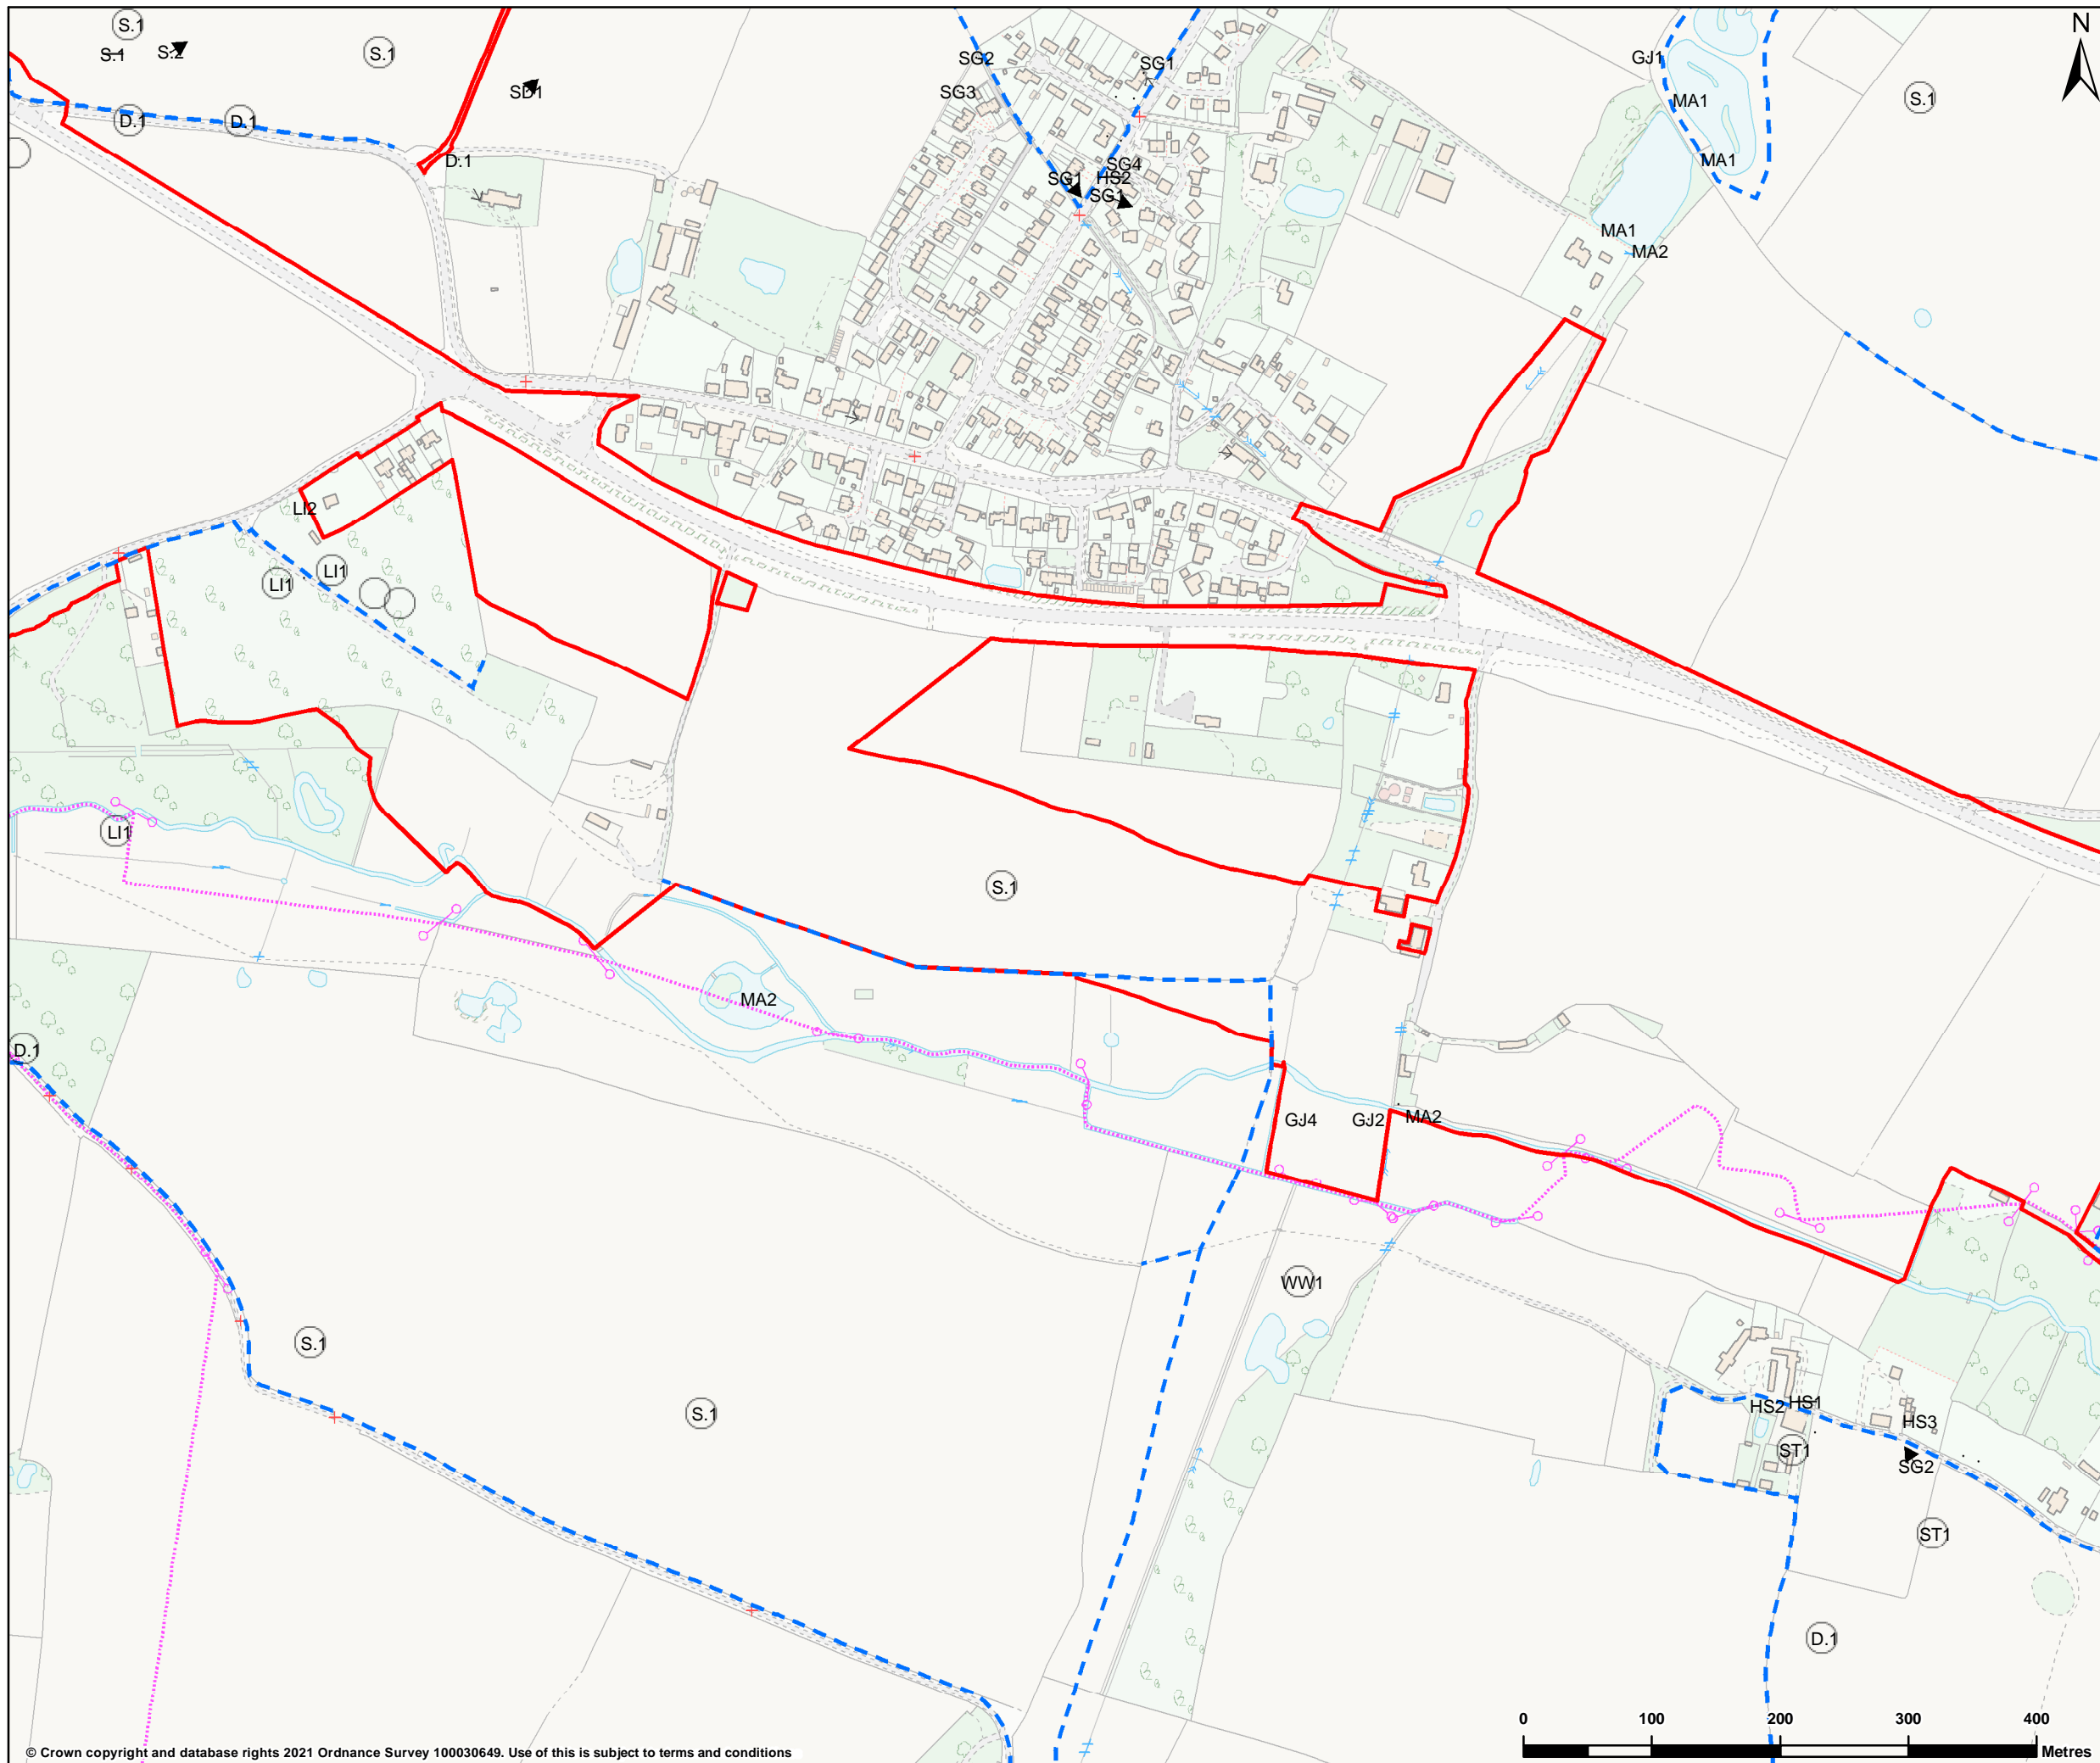 N
S.1
S.1
S.2
S.1
SD1
SG2
SG1
SG3
GJ1
MA1
S.1
D.1
D.1
D.1
MA1
SG4
SG1
HS2
SG1
MA1
MA2
LI2
LI1
LI1
LI1
S.1
MA2
D.1
GJ4
GJ2
MA2
WW1
S.1
S.1
HS2
HS1
HS3
ST1
SG2
ST1
D.1
0 100 200 300 400
Metres
© Crown copyright and database rights 2021 Ordnance Survey 100030649. Use of this is subject to terms and conditions